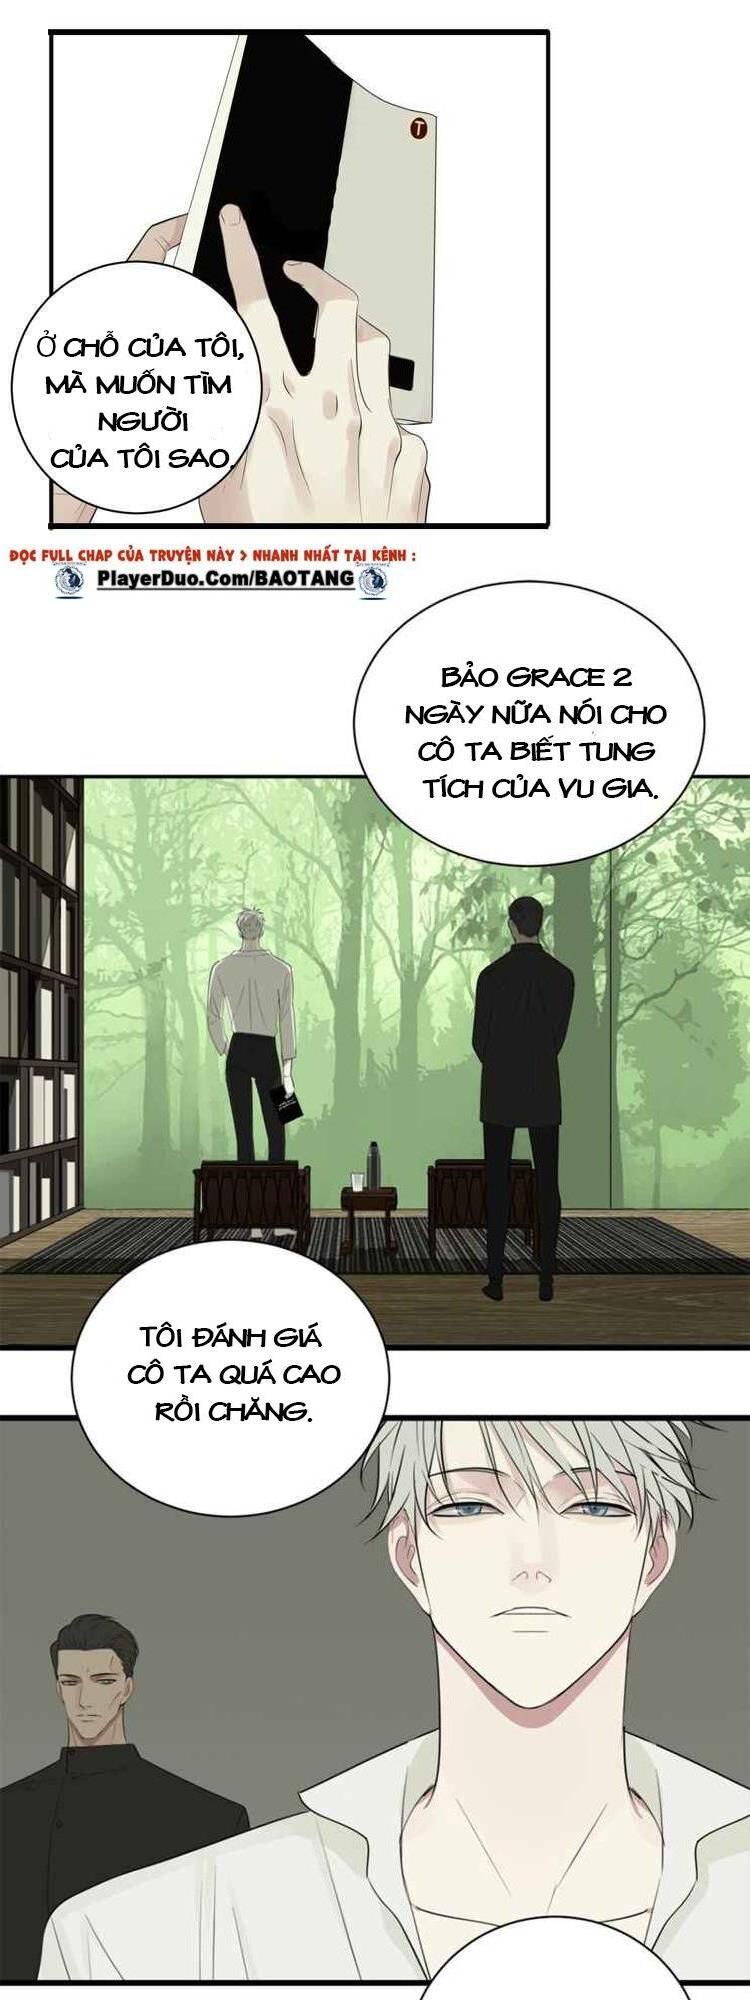 T
Ở CHỖ CỦA TÔI,
MÀ MUỐN TÌM
NGƯỜI
CỦA TÔI SAO.
ĐỌC FULL CHAP CỦA TRUYỆN NÀY > NHANH NHẤT TẠI KÊNH :
PLAYERDUO.COM/BAOTANG
BẢO GRACE 2
NGÀY NỮA NÓI CHO
CÔ TA BIẾT TUNG
TÍCH CỦA VU GIA.
TÔI ĐÁNH GIÁ
CÔ TA QUÁ CAO
RỒI CHĂNG.